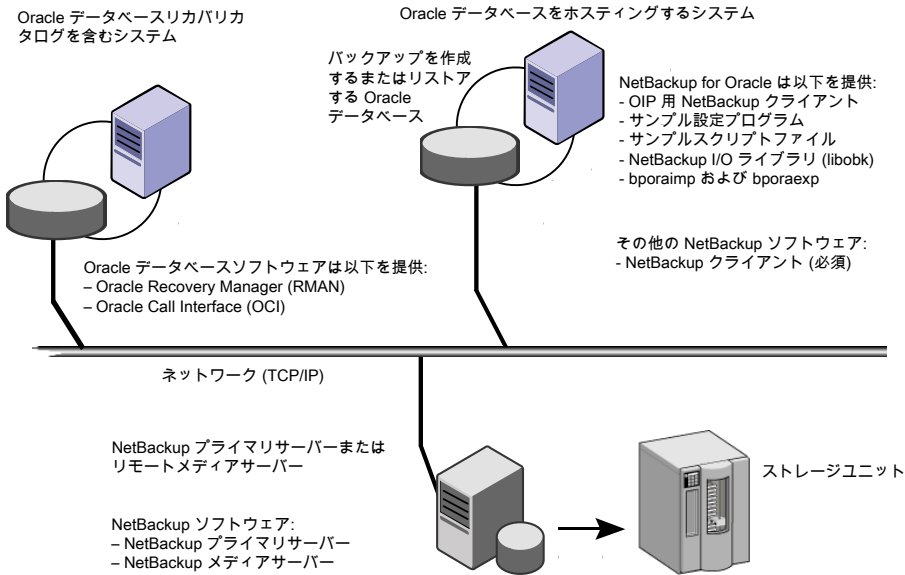 Oracle データベースリカバリカ
タログを含むシステム
Oracle データベースをホスティングするシステム
バックアップを作成
するまたはリストア
する Oracle
データベース
NetBackup for Oracle は以下を提供:
- OIP 用 NetBackup クライアント
- サンプル設定プログラム
- サンプルスクリプトファイル
- NetBackup I/O ライブラリ (libobk)
- bporaimp および bporaexp
その他の NetBackup ソフトウェア:
- NetBackup クライアント (必須)
Oracle データベースソフトウェアは以下を提供:
– Oracle Recovery Manager (RMAN)
– Oracle Call Interface (OCI)
ネットワーク (TCP/IP)
NetBackup プライマリサーバーまたは
リモートメディアサーバー
NetBackup ソフトウェア:
– NetBackup プライマリサーバー
– NetBackup メディアサーバー
ストレージユニット